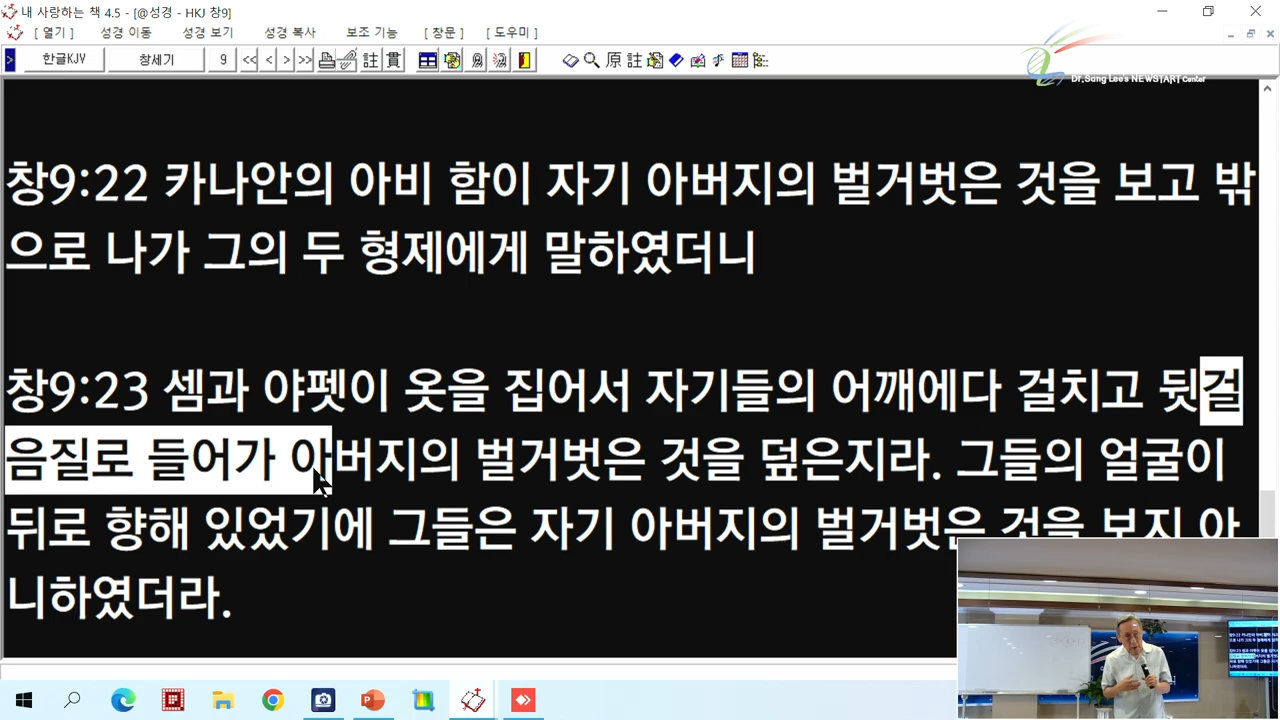 내 사랑하는 책 4.5 - [@성경 - HKJ 창9]
[ 열기 ] 성경 이동 성경 보기 성경 복사 보조 기능 [ 창문 ] [ 도우미 ]
한글KJV 창세기 9 << < > >> 註 貫 原 註
Dr.Sang Lee's NEWSTART Center
창9:22 카나안의 아비 함이 자기 아버지의 벌거벗은 것을 보고 밖
으로 나가 그의 두 형제에게 말하였더니
창9:23 셈과 야펫이 옷을 집어서 자기들의 어깨에다 걸치고 뒷걸
음질로 들어가 아버지의 벌거벗은 것을 덮은지라. 그들의 얼굴이
뒤로 향해 있었기에 그들은 자기 아버지의 벌거벗은 것을 보지 아
니하였더라.